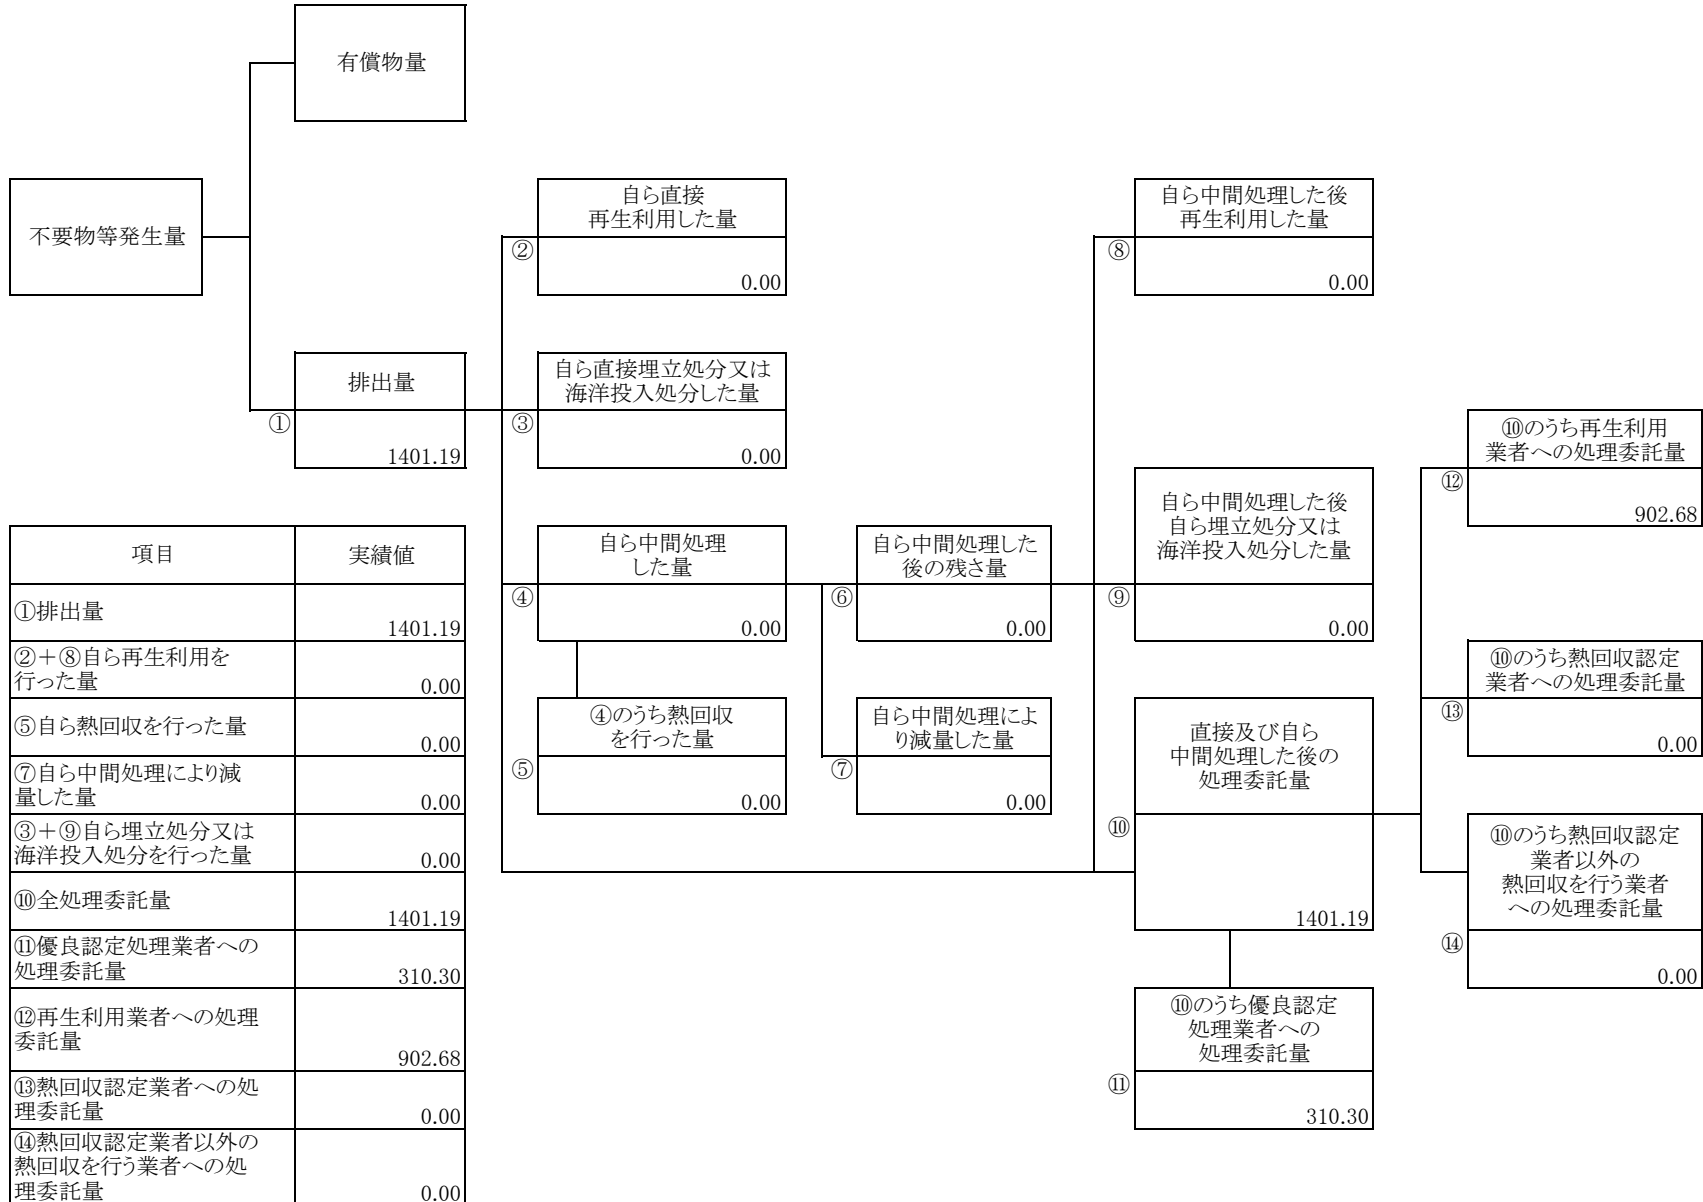 有償物量
不要物等発生量
排出量
①
1401.19
自ら直接
再生利用した量
②
0.00
自ら直接埋立処分又は
海洋投入処分した量
③
0.00
自ら中間処理
した量
④
0.00
④のうち熱回収
を行った量
⑤
0.00
自ら中間処理した
後の残さ量
⑥
0.00
自ら中間処理によ
り減量した量
⑦
0.00
自ら中間処理した後
再生利用した量
⑧
0.00
自ら中間処理した後
自ら埋立処分又は
海洋投入処分した量
⑨
0.00
直接及び自ら
中間処理した後の
処理委託量
⑩
1401.19
⑩のうち優良認定
処理業者への
処理委託量
⑪
310.30
⑩のうち再生利用
業者への処理委託量
⑫
902.68
⑩のうち熱回収認定
業者への処理委託量
⑬
0.00
⑩のうち熱回収認定
業者以外の
熱回収を行う業者
への処理委託量
⑭
0.00
項目 実績値
①排出量
1401.19
②＋⑧自ら再生利用を
行った量 0.00
⑤自ら熱回収を行った量
0.00
⑦自ら中間処理により減
量した量 0.00
③＋⑨自ら埋立処分又は
海洋投入処分を行った量 0.00
⑩全処理委託量
1401.19
⑪優良認定処理業者への
処理委託量 310.30
⑫再生利用業者への処理
委託量
902.68
⑬熱回収認定業者への処
理委託量 0.00
⑭熱回収認定業者以外の
熱回収を行う業者への処
理委託量 0.00